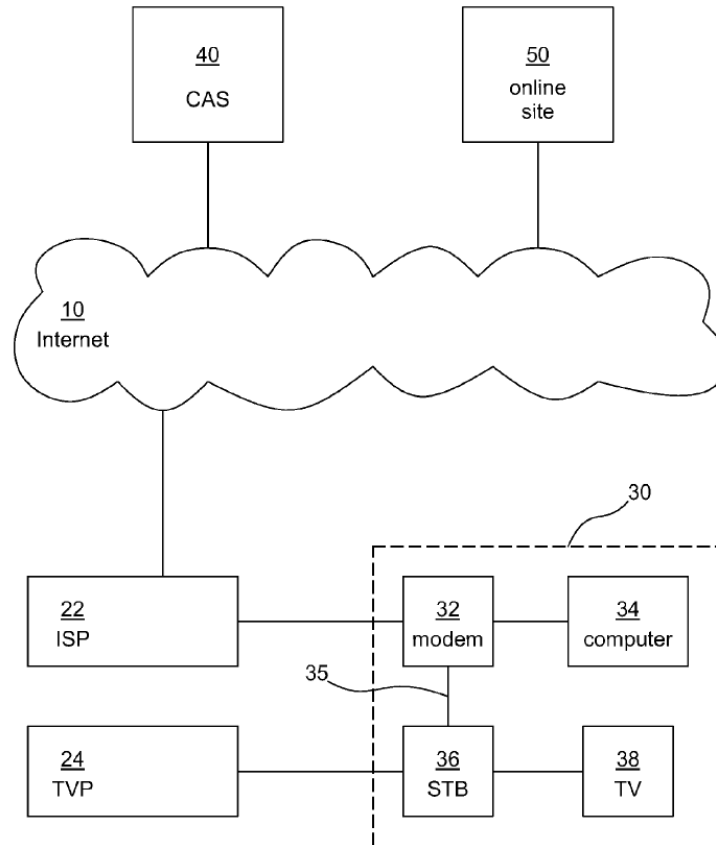 40
CAS
50
online
site
10
Internet
30
22
ISP
32
modem
34
computer
35
24
TVP
36
STB
38
TV